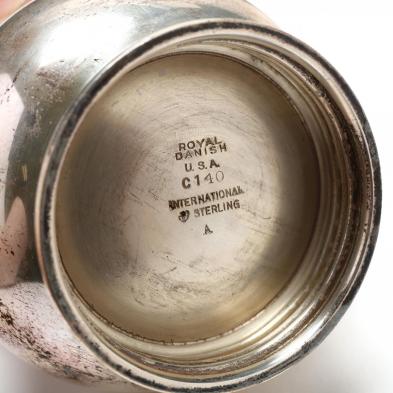 ROYAL
DANISH
U.S.A.
C140
INTERNATIONAL
STERLING
A